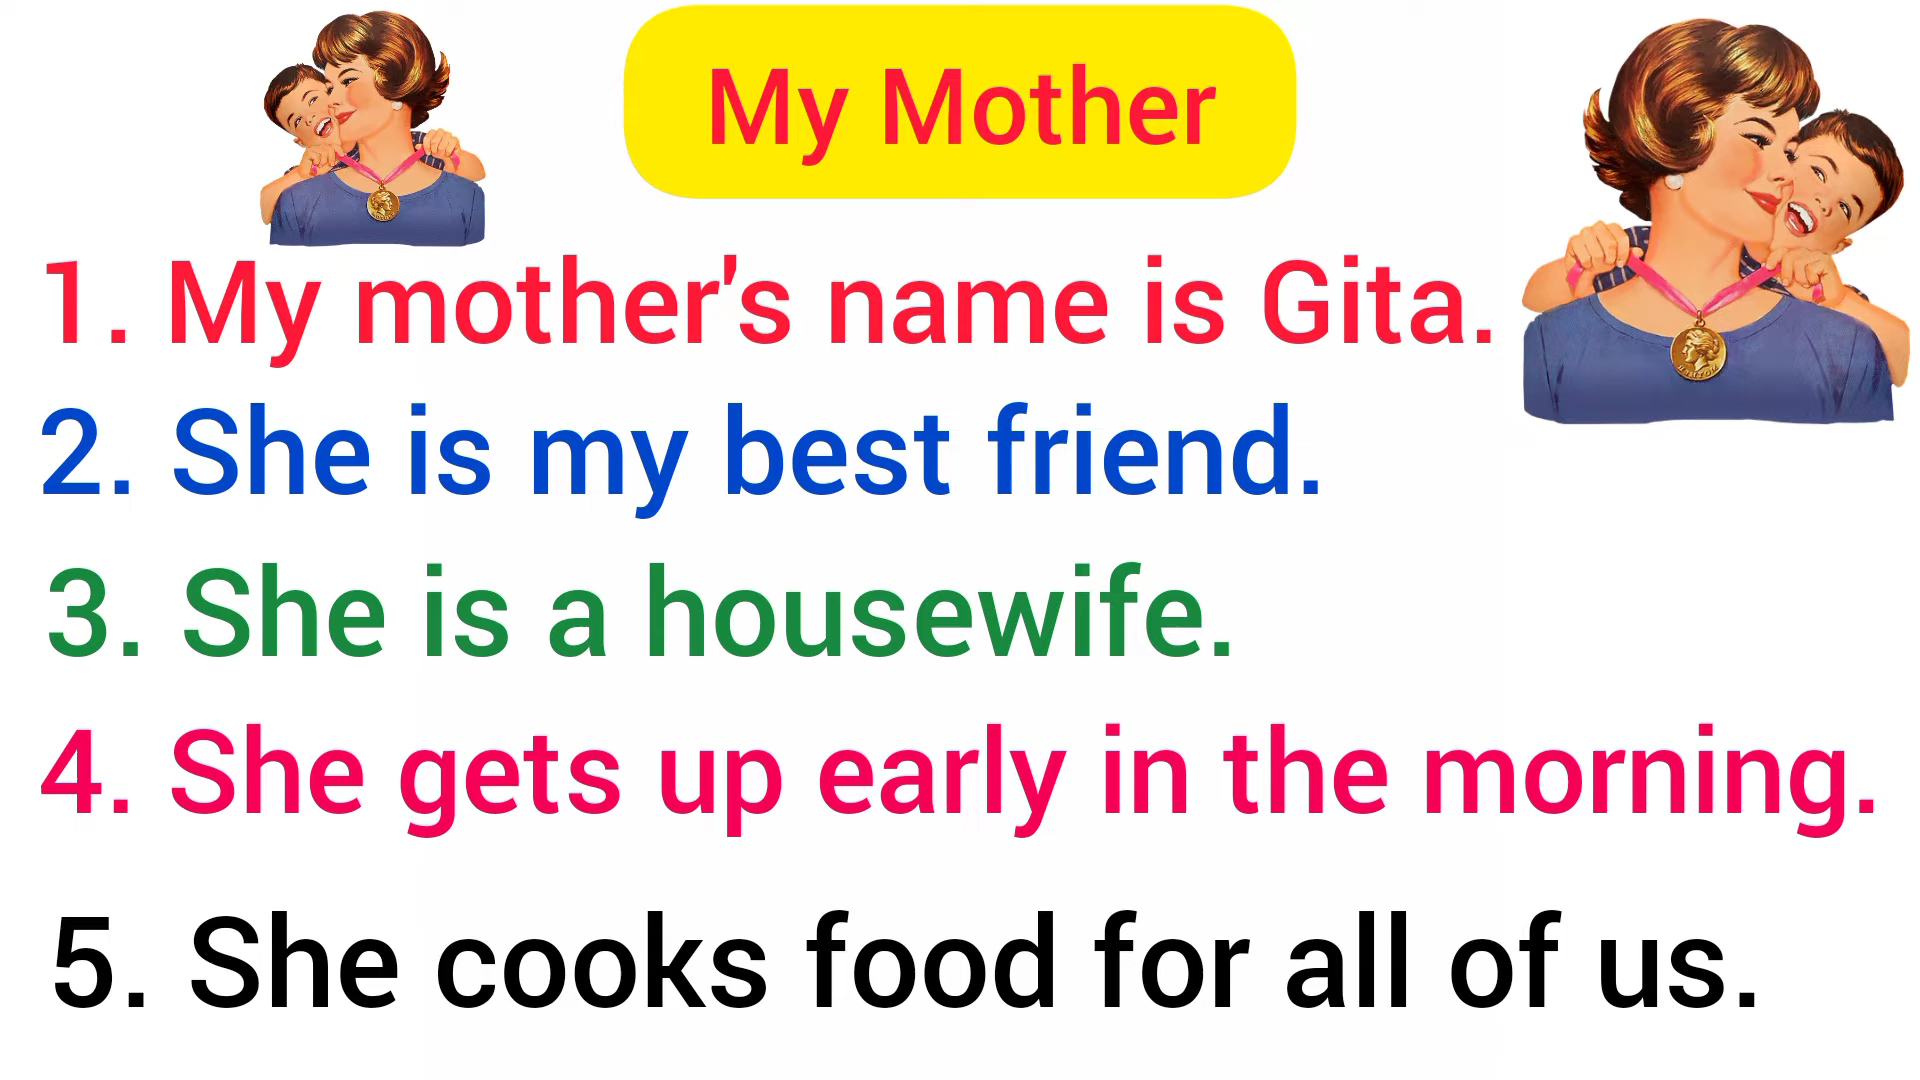 My Mother
1. My mother's name is Gita.
2. She is my best friend.
3. She is a housewife.
4. She gets up early in the morning.
5. She cooks food for all of us.